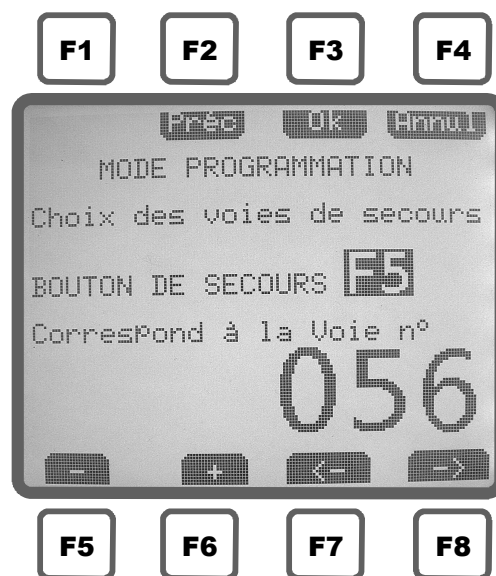 F1 F2 F3 F4
Préc Ok Annul
MODE PROGRAMMATION
Choix des voies de secours
BOUTON DE SECOURS F5
Correspond à la Voie n°
056
- + <- ->
F5 F6 F7 F8